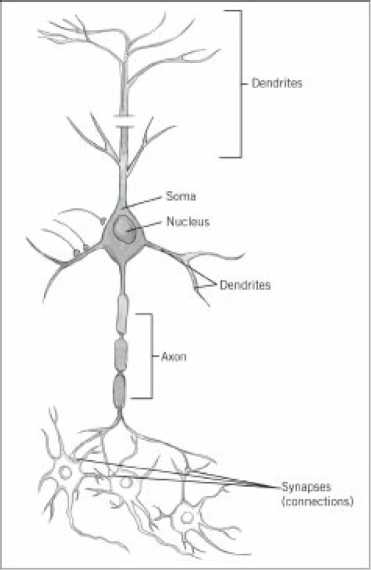 Dendrites
Soma
Nucleus
Dendrites
Axon
Synapses
(connections)